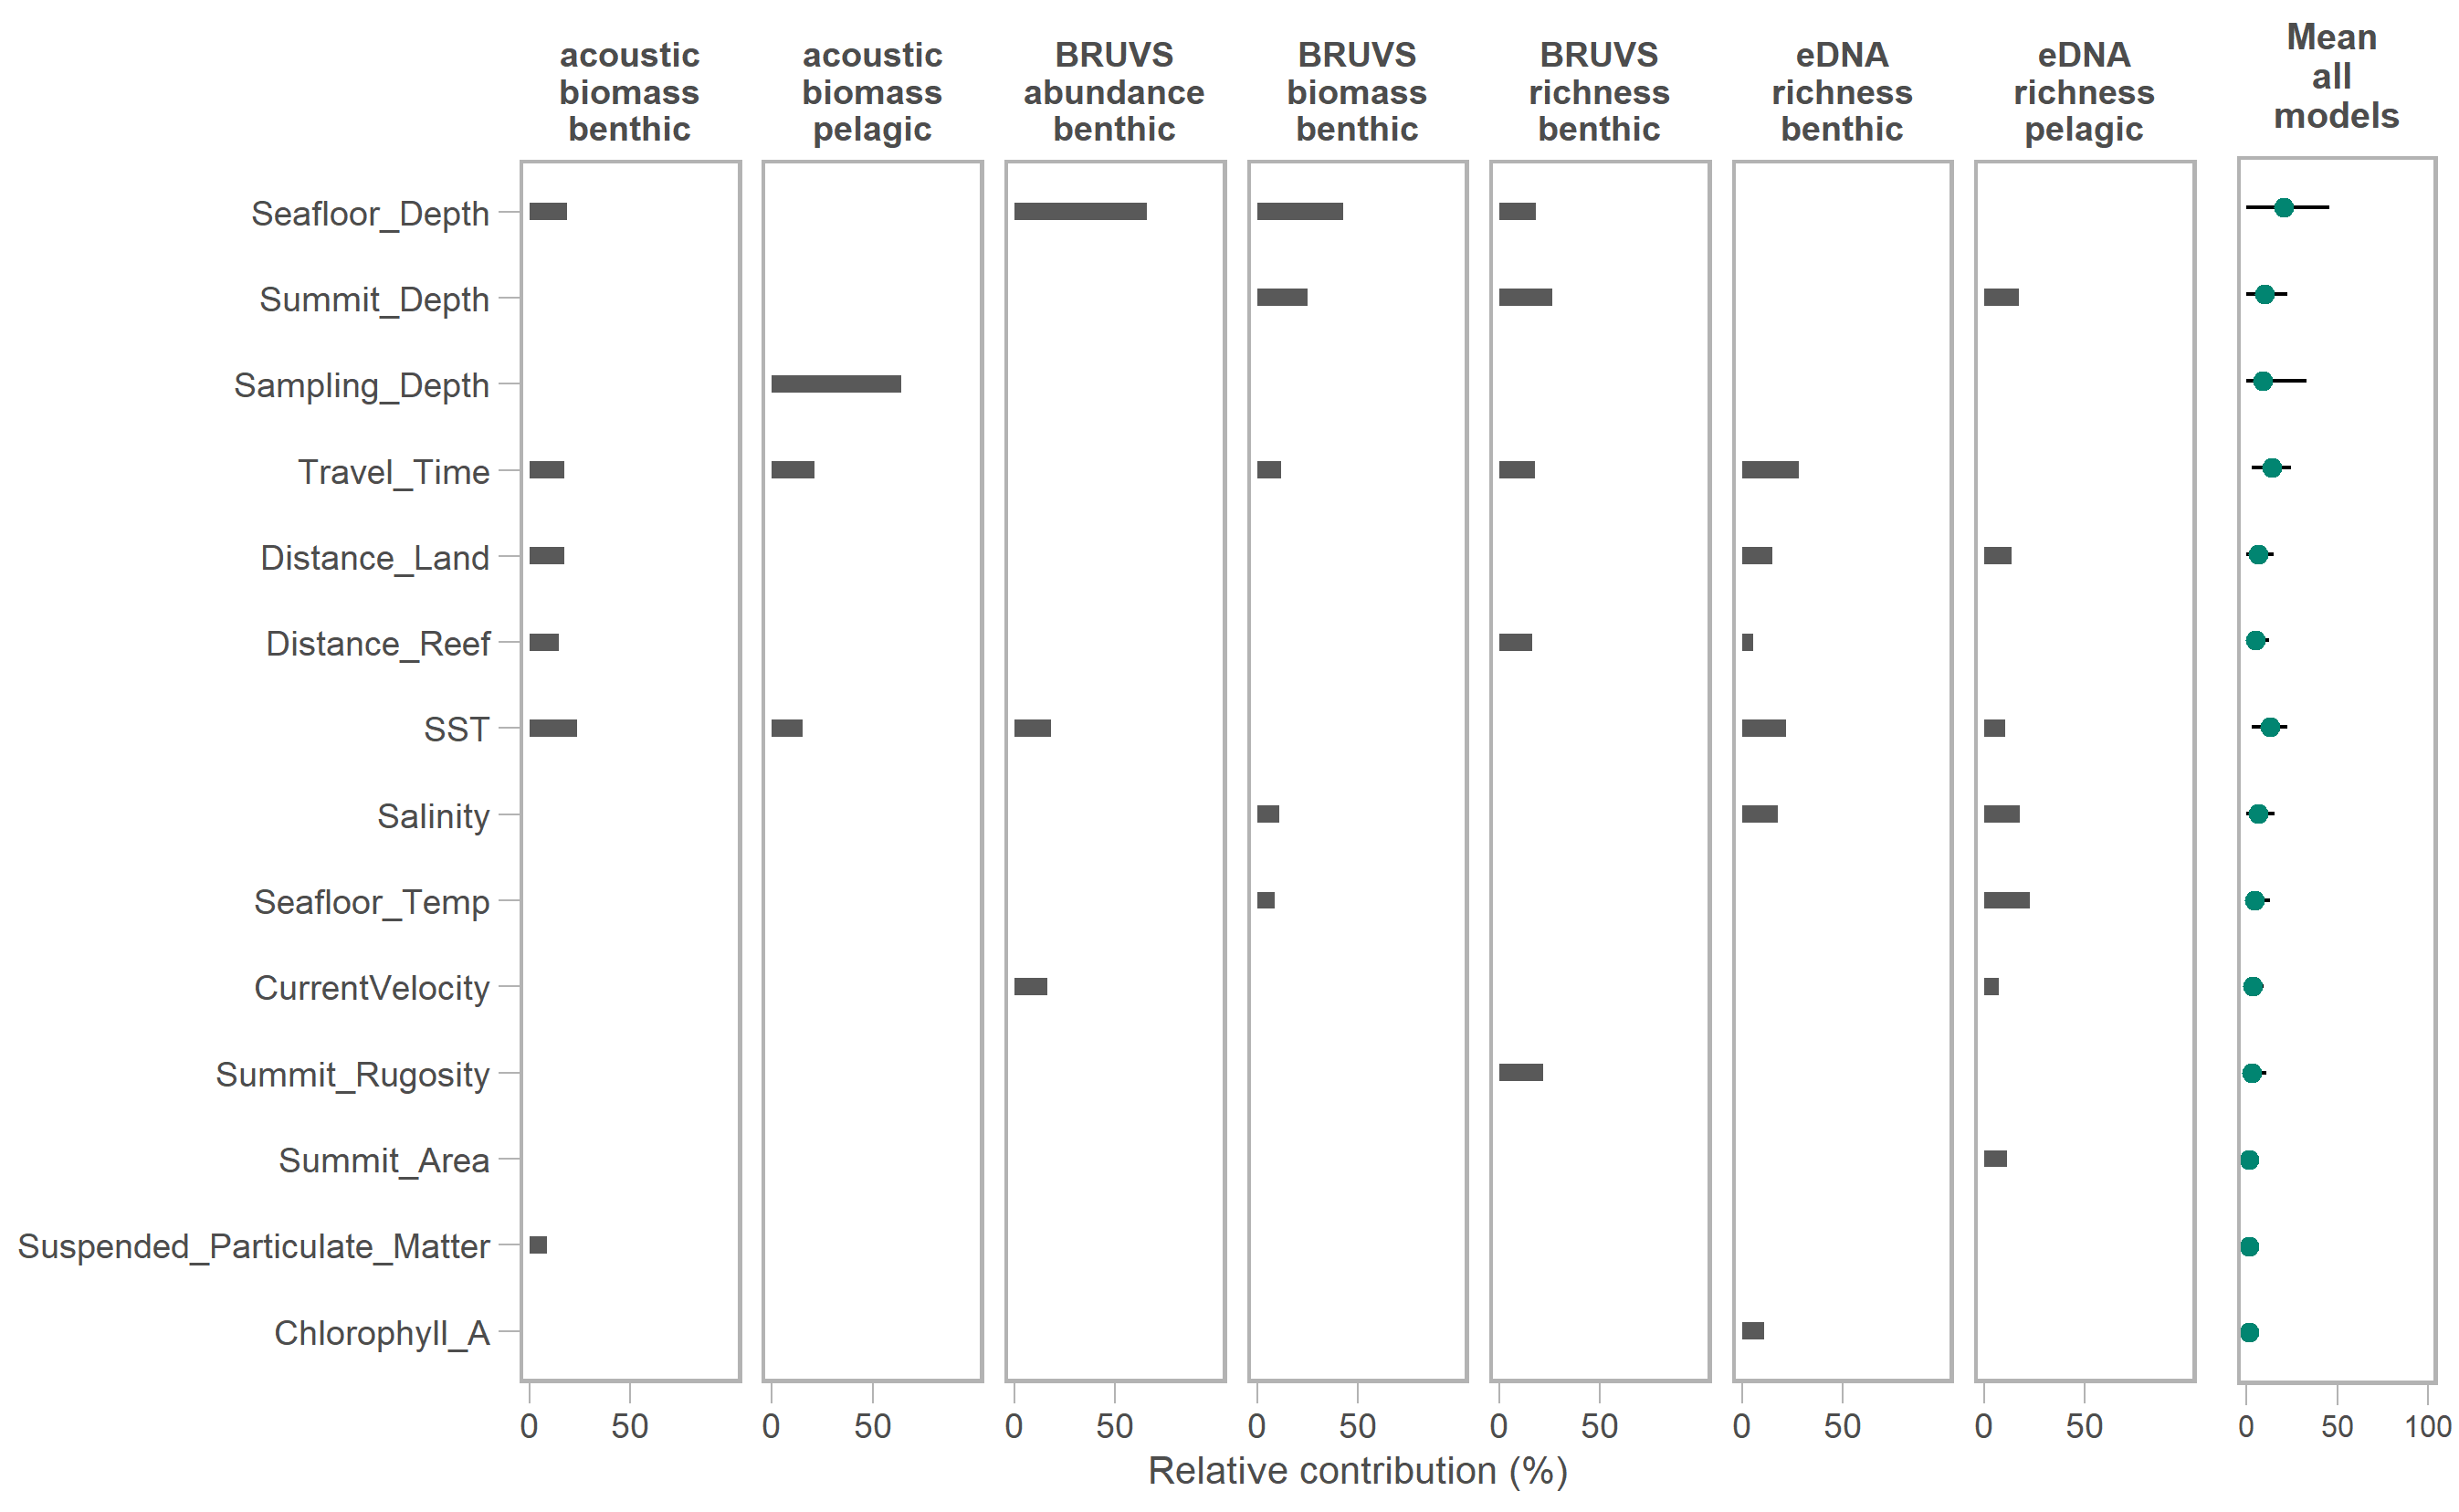 acoustic
biomass
benthic
acoustic
biomass
pelagic
BRUVS
abundance
benthic
BRUVS
biomass
benthic
BRUVS
richness
benthic
eDNA
richness
benthic
eDNA
richness
pelagic
Mean
all
models
Seafloor_Depth
Summit_Depth
Sampling_Depth
Travel_Time
Distance_Land
Distance_Reef
SST
Salinity
Seafloor_Temp
CurrentVelocity
Summit_Rugosity
Summit_Area
Suspended_Particulate_Matter
Chlorophyll_A
0 50
0 50
0 50
0 50
0 50
0 50
0 50
0 50 100
Relative contribution (%)